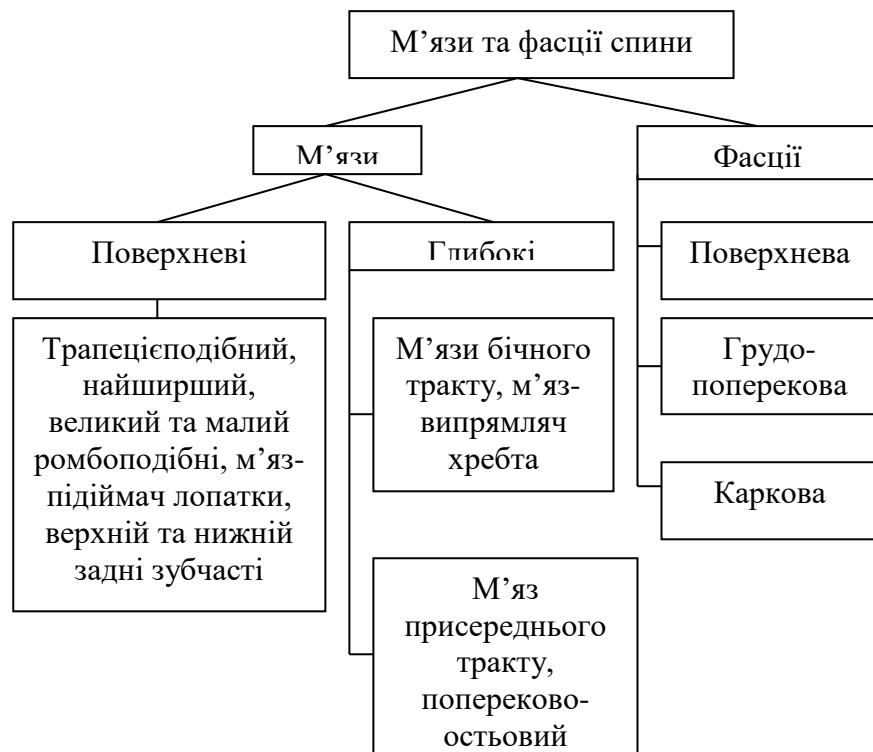 М’язи та фасції спини
М’язи
Фасції
Поверхневі
Глибокі
Поверхнева
Трапецієподібний,
найширший,
великий та малий
ромбоподібні, м’яз-
підіймач лопатки,
верхній та нижній
задні зубчасті
М’язи бічного
тракту, м’яз-
випрямляч
хребта
Грудо-
поперекова
Каркова
М’яз
присереднього
тракту,
поперехово-
остьовий